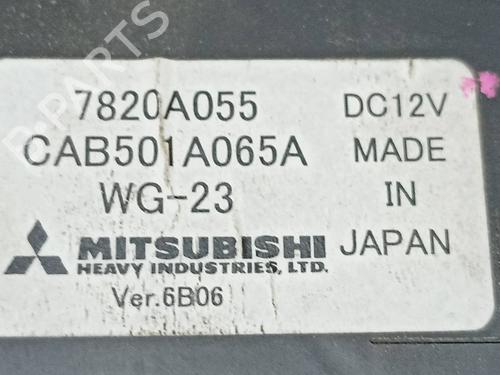 B-PARTS
7820A055 DC12V
CAB501A065A MADE
WG-23 IN
MITSUBISHI JAPAN
HEAVY INDUSTRIES, LTD.
Ver.6B06